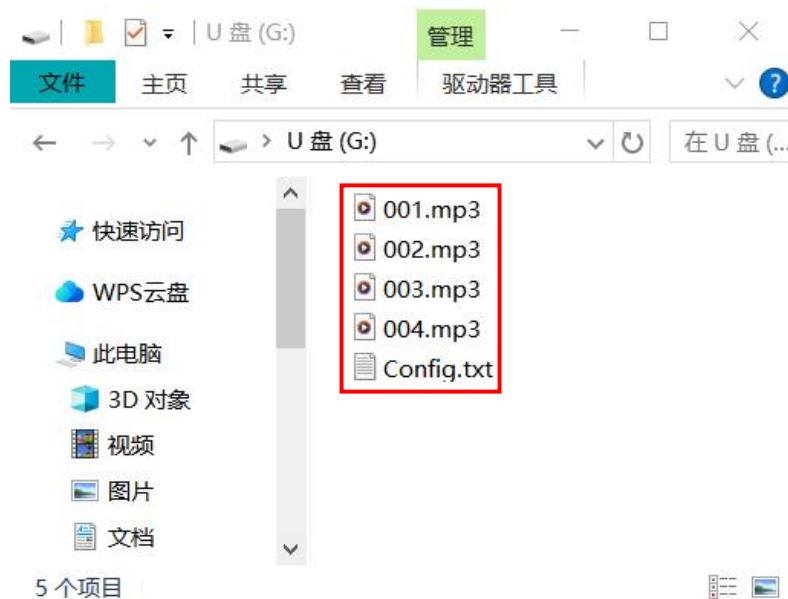 U 盘 (G:)
管理
文件 主页 共享 查看 驱动器工具 ?
U 盘 (G:) 在 U 盘 (...
快速访问
WPS云盘
此电脑
3D 对象
视频
图片
文档
001.mp3
002.mp3
003.mp3
004.mp3
Config.txt
5 个项目